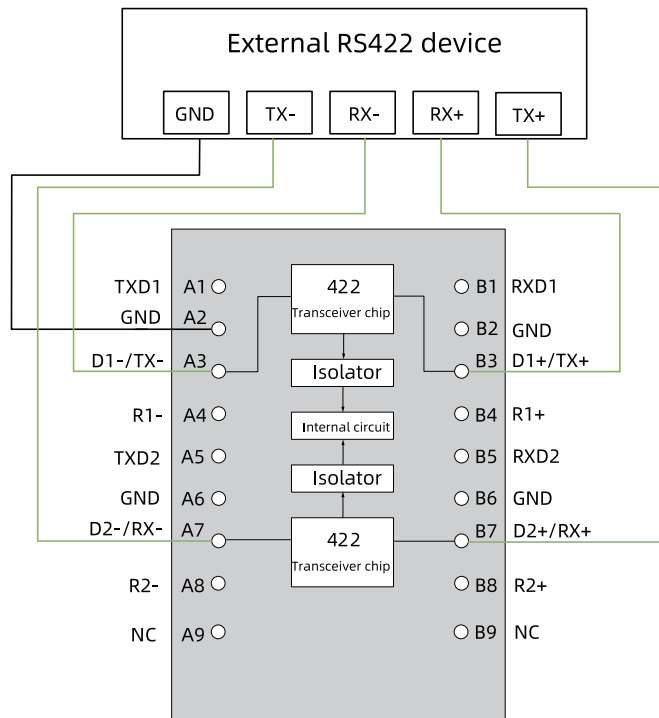 External RS422 device
GND TX- RX- RX+ TX+
TXD1 A1 B1 RXD1
422
Transceiver chip
GND A2 B2 GND
D1-/TX- A3 B3 D1+/TX+
Isolator
R1- A4 B4 R1+
Internal circuit
TXD2 A5 B5 RXD2
Isolator
GND A6 B6 GND
D2-/RX- A7 B7 D2+/RX+
422
Transceiver chip
R2- A8 B8 R2+
NC A9 B9 NC